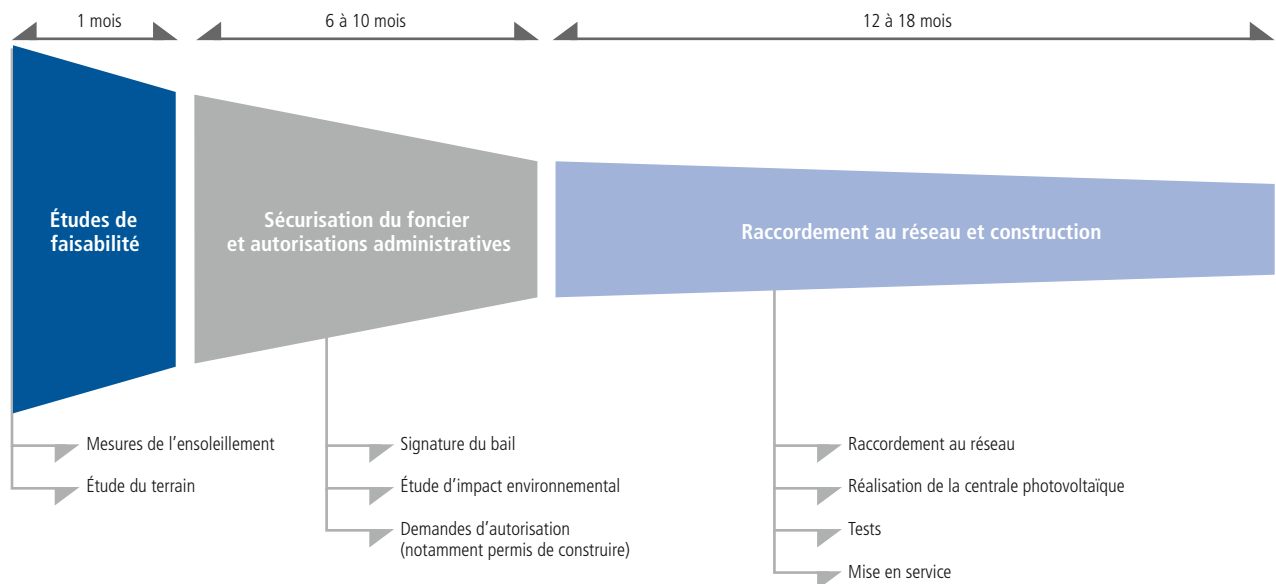 1 mois
6 à 10 mois
12 à 18 mois
Études de
faisabilité
Sécurisation du foncier
et autorisations administratives
Raccordement au réseau et construction
Mesures de l'ensoleillement
Étude du terrain
Signature du bail
Étude d'impact environnemental
Demandes d'autorisation
(notamment permis de construire)
Raccordement au réseau
Réalisation de la centrale photovoltaïque
Tests
Mise en service